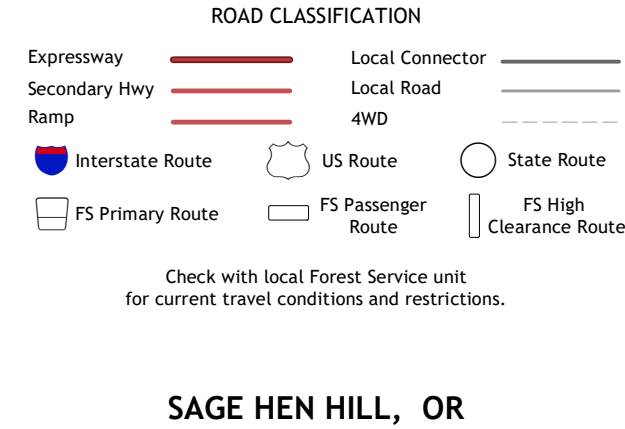 ROAD CLASSIFICATION
Expressway
Local Connector
Secondary Hwy
Local Road
Ramp
4WD
Interstate Route
US Route
State Route
FS Primary Route
FS Passenger
Route
FS High
Clearance Route
Check with local Forest Service unit
for current travel conditions and restrictions.
SAGE HEN HILL, OR